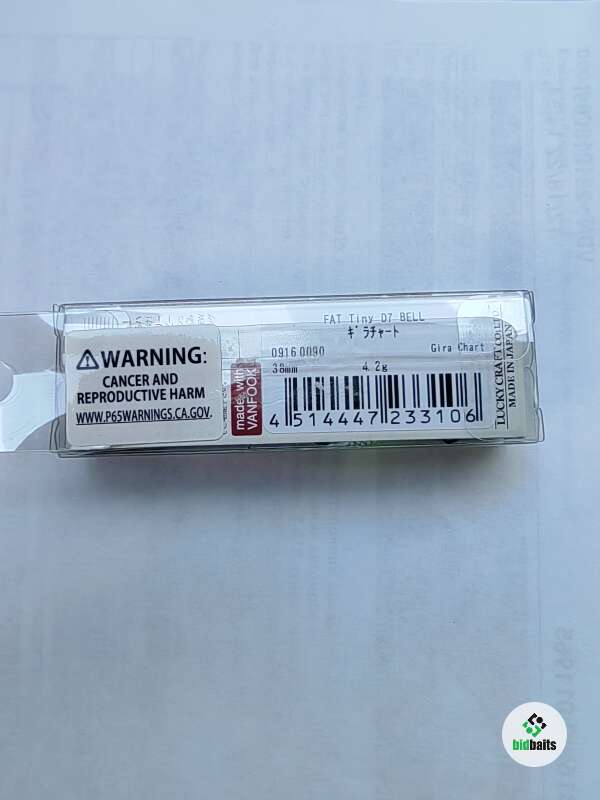 FAT Tiny D7 BELL
ギラチャート
09160090
Gira Chart
38mm
4.2g
4 514447 233106
WARNING:
CANCER AND
REPRODUCTIVE HARM
WWW.P65WARNINGS.CA.GOV.
made with
VANFOOK
LUCKY CRAFT CO.LTD.
MADE IN JAPAN
bidbaits